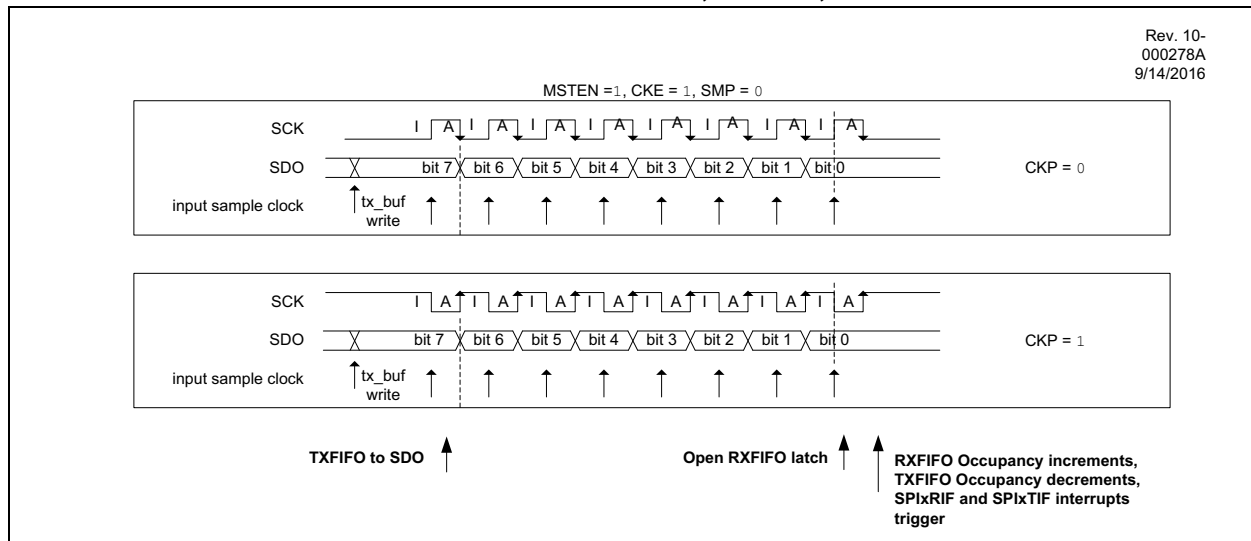 Rev. 10-
000278A
9/14/2016
MSTEN =1, CKE = 1, SMP = 0
SCK
I A I A I A I A I A I A I A I A
SDO
bit 7 bit 6 bit 5 bit 4 bit 3 bit 2 bit 1 bit 0
CKP = 0
input sample clock
tx_buf
write
SCK
I A I A I A I A I A I A I A I A
SDO
bit 7 bit 6 bit 5 bit 4 bit 3 bit 2 bit 1 bit 0
CKP = 1
input sample clock
tx_buf
write
TXFIFO to SDO
Open RXFIFO latch
RXFIFO Occupancy increments,
TXFIFO Occupancy decrements,
SPIxRIF and SPIxTIF interrupts
trigger